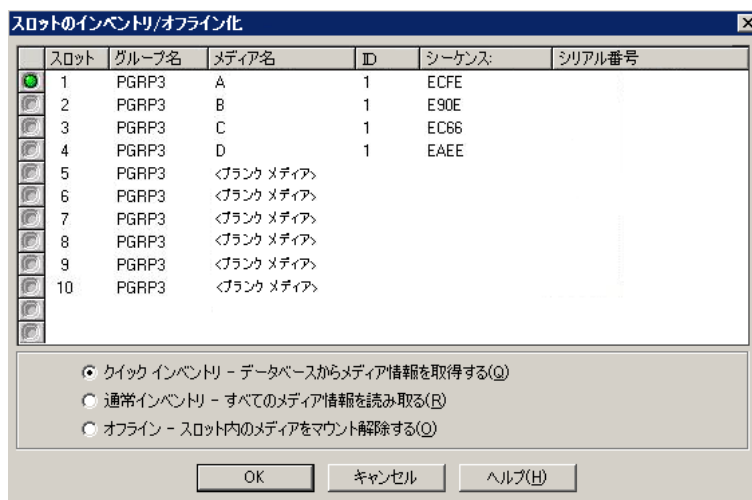 スロットのインベントリ/オフライン化
スロット グループ名 メディア名 ID シーケンス: シリアル番号
1 PGRP3 A 1 ECFE
2 PGRP3 B 1 E90E
3 PGRP3 C 1 EC66
4 PGRP3 D 1 EAEE
5 PGRP3 <ブランク メディア>
6 PGRP3 <ブランク メディア>
7 PGRP3 <ブランク メディア>
8 PGRP3 <ブランク メディア>
9 PGRP3 <ブランク メディア>
10 PGRP3 <ブランク メディア>
クイック インベントリ - データベースからメディア情報を取得する(Q)
通常インベントリ - すべてのメディア情報を読み取る(R)
オフライン - スロット内のメディアをマウント解除する(O)
OK キャンセル ヘルプ(H)